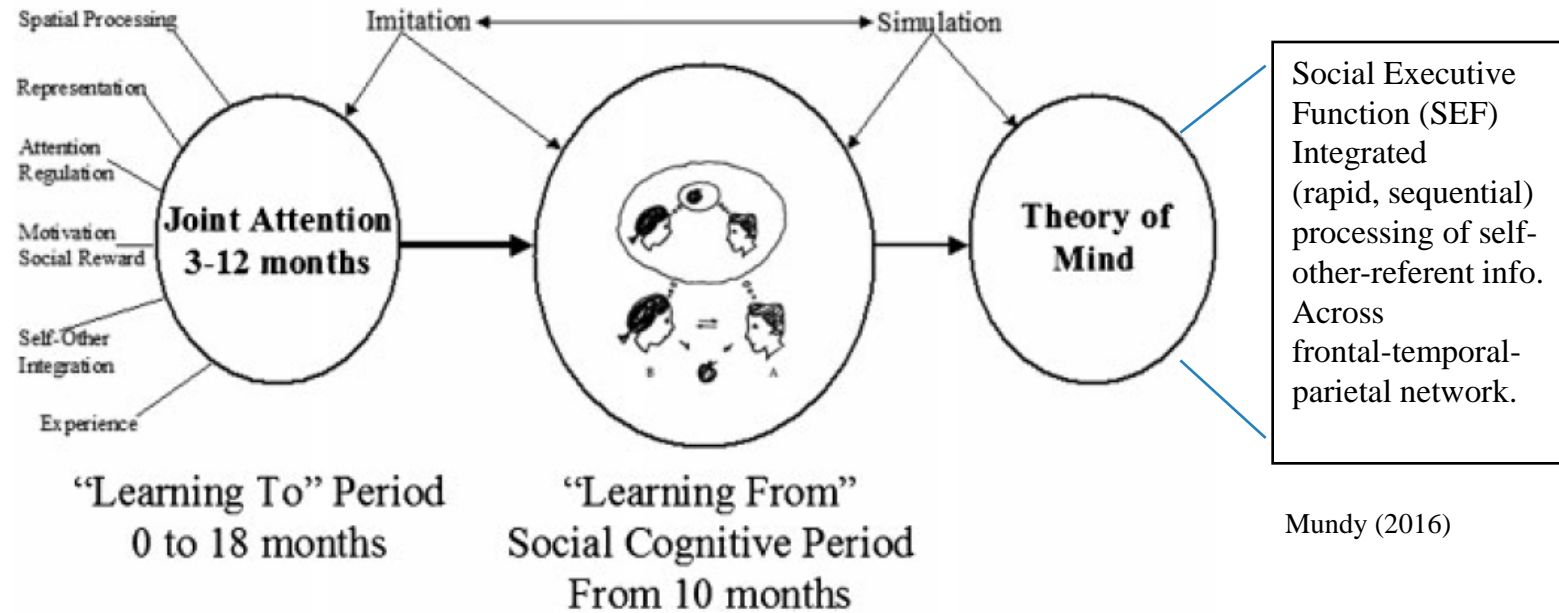 Spatial Processing
Imitation
Simulation
Representation
Attention
Regulation
Motivation
Social Reward
Self-Other
Integration
Experience
Joint Attention
3-12 months
B
A
Theory of
Mind
Social Executive
Function (SEF)
Integrated
(rapid, sequential)
processing of self-
other-referent info.
Across
frontal-temporal-
parietal network.
“Learning To” Period
0 to 18 months
“Learning From”
Social Cognitive Period
From 10 months
Mundy (2016)